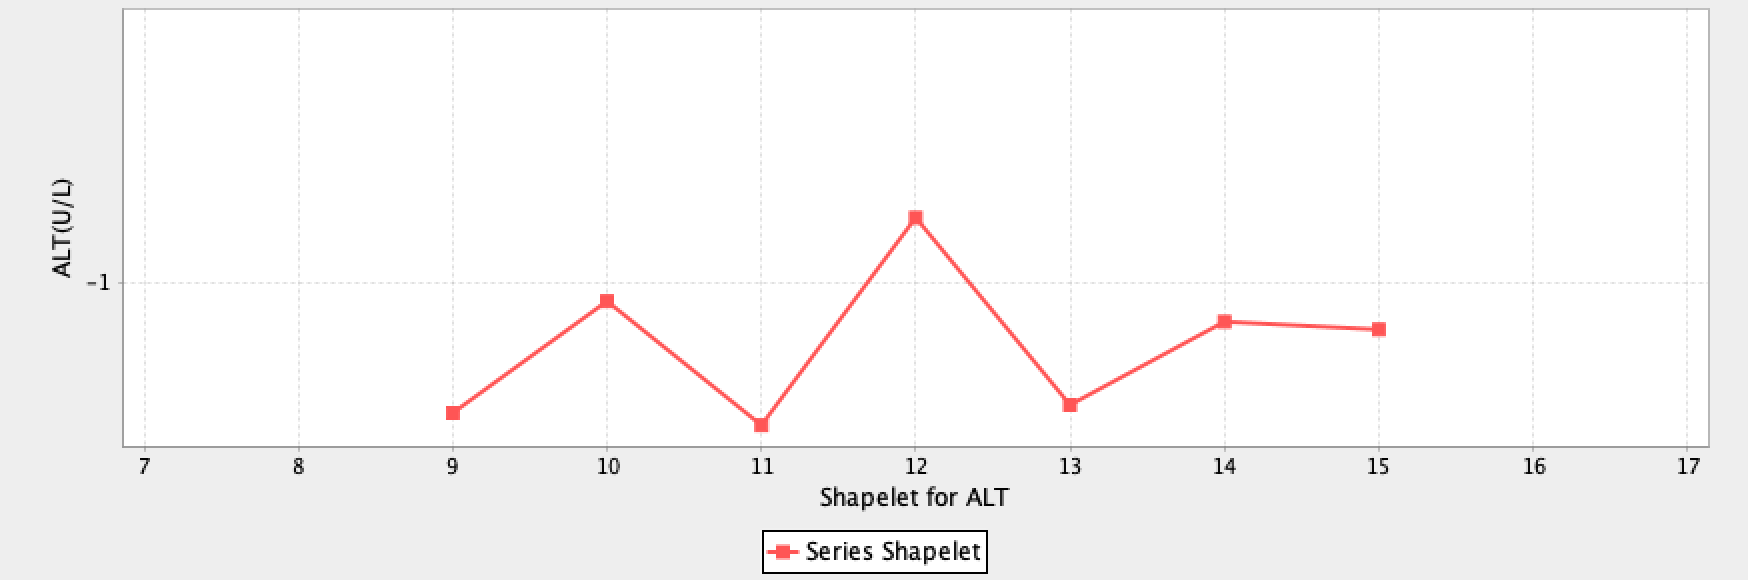 ALT(U/L)
-1
7 8 9 10 11 12 13 14 15 16 17
Shapelet for ALT
Series Shapelet